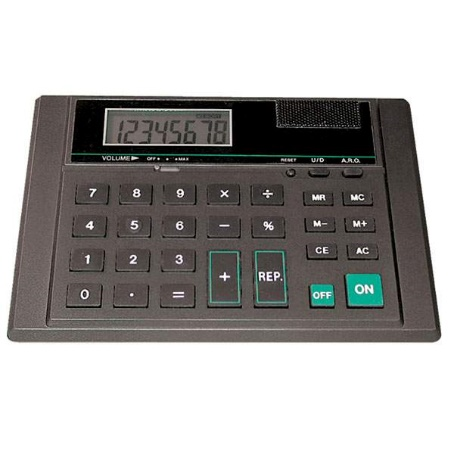 12345678
VOLUME▶ OFF • • •MAX RESET U/D A.R.O.
7 8 9 × ÷ MR MC
4 5 6 − % M− M+
1 2 3 + REP. CE AC
0 . = OFF ON